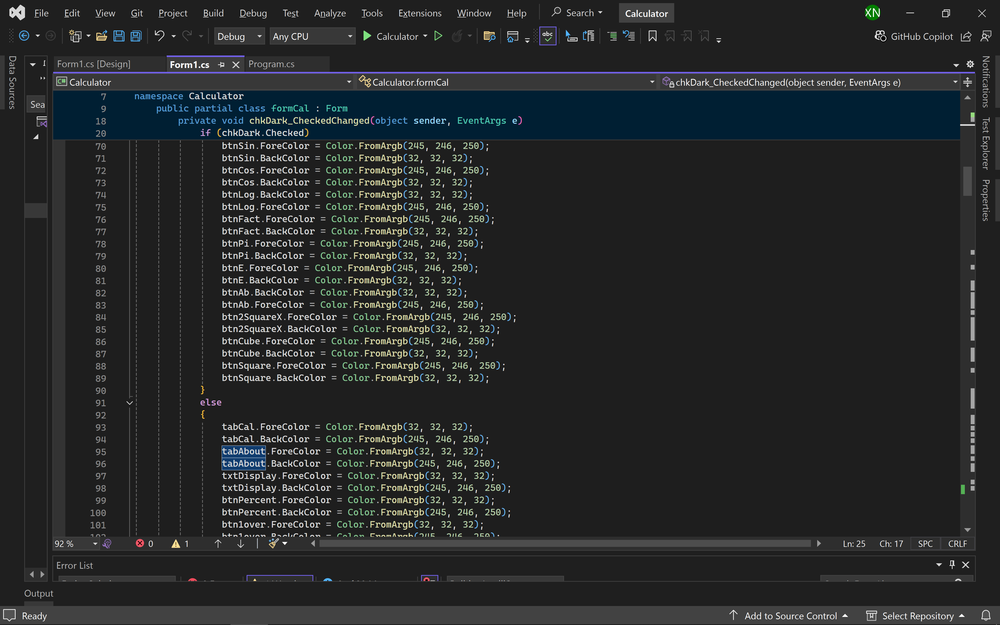 File Edit View Git Project Build Debug Test Analyze Tools Extensions Window Help Search Calculator XN
Debug Any CPU Calculator abc GitHub Copilot
Data Sources
Sea
Form1.cs [Design] Form1.cs Program.cs
C# Calculator Calculator.formCal chkDark_CheckedChanged(object sender, EventArgs e)
7 namespace Calculator
9 public partial class formCal : Form
18 private void chkDark_CheckedChanged(object sender, EventArgs e)
20 if (chkDark.Checked)
70 btnSin.ForeColor = Color.FromArgb(245, 246, 250);
71 btnSin.BackColor = Color.FromArgb(32, 32, 32);
72 btnCos.ForeColor = Color.FromArgb(245, 246, 250);
73 btnCos.BackColor = Color.FromArgb(32, 32, 32);
74 btnLog.BackColor = Color.FromArgb(32, 32, 32);
75 btnLog.ForeColor = Color.FromArgb(245, 246, 250);
76 btnFact.ForeColor = Color.FromArgb(245, 246, 250);
77 btnFact.BackColor = Color.FromArgb(32, 32, 32);
78 btnPi.ForeColor = Color.FromArgb(245, 246, 250);
79 btnPi.BackColor = Color.FromArgb(32, 32, 32);
80 btnE.ForeColor = Color.FromArgb(245, 246, 250);
81 btnE.BackColor = Color.FromArgb(32, 32, 32);
82 btnAb.BackColor = Color.FromArgb(32, 32, 32);
83 btnAb.ForeColor = Color.FromArgb(245, 246, 250);
84 btn2SquareX.ForeColor = Color.FromArgb(245, 246, 250);
85 btn2SquareX.BackColor = Color.FromArgb(32, 32, 32);
86 btnCube.ForeColor = Color.FromArgb(245, 246, 250);
87 btnCube.BackColor = Color.FromArgb(32, 32, 32);
88 btnSquare.ForeColor = Color.FromArgb(245, 246, 250);
89 btnSquare.BackColor = Color.FromArgb(32, 32, 32);
90 }
91 else
92 {
93 tabCal.ForeColor = Color.FromArgb(32, 32, 32);
94 tabCal.BackColor = Color.FromArgb(245, 246, 250);
95 tabAbout.ForeColor = Color.FromArgb(32, 32, 32);
96 tabAbout.BackColor = Color.FromArgb(245, 246, 250);
97 txtDisplay.ForeColor = Color.FromArgb(32, 32, 32);
98 txtDisplay.BackColor = Color.FromArgb(245, 246, 250);
99 btnPercent.ForeColor = Color.FromArgb(32, 32, 32);
100 btnPercent.BackColor = Color.FromArgb(245, 246, 250);
101 btn1over.ForeColor = Color.FromArgb(32, 32, 32);
102 btn1over.BackColor = Color.FromArgb(245, 246, 250);
92 % 0 1 Ln: 25 Ch: 17 SPC CRLF
Error List
Output
Ready Add to Source Control Select Repository
Notifications
Test Explorer
Properties